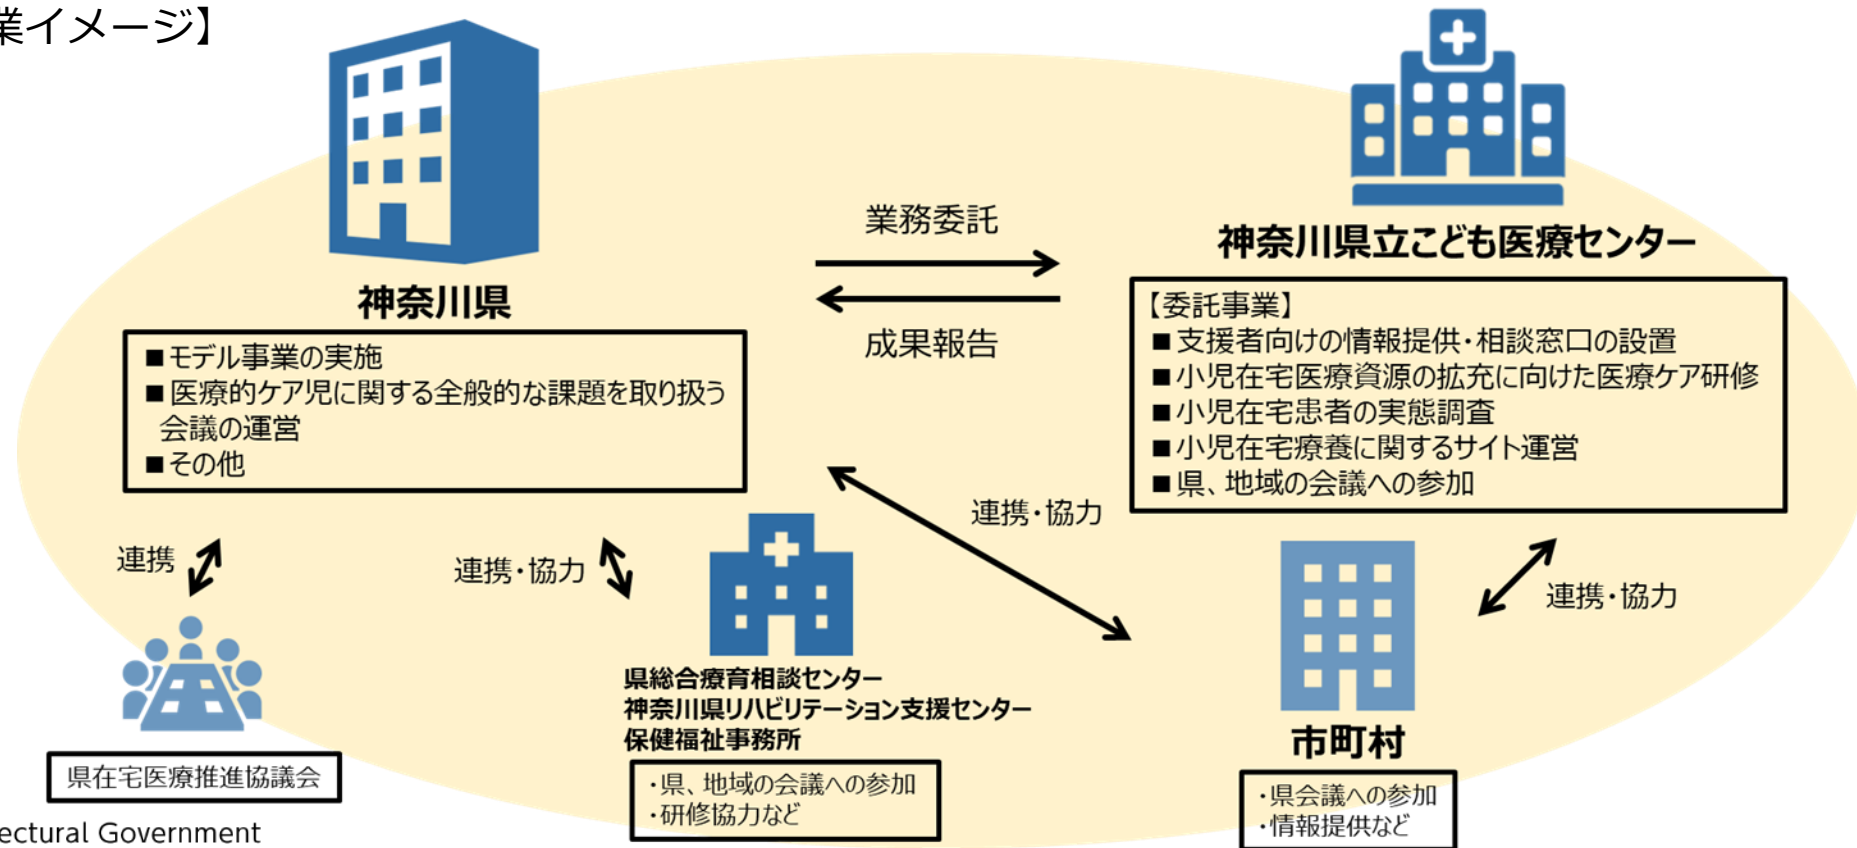 業イメージ】
神奈川県
■モデル事業の実施
■医療的ケア児に関する全般的な課題を取り扱う
会議の運営
■その他
業務委託
成果報告
神奈川県立こども医療センター
【委託事業】
■支援者向けの情報提供・相談窓口の設置
■小児在宅医療資源の拡充に向けた医療ケア研修
■小児在宅患者の実態調査
■小児在宅療養に関するサイト運営
■県、地域の会議への参加
連携
連携・協力
連携・協力
連携・協力
県在宅医療推進協議会
県総合療育相談センター
神奈川県リハビリテーション支援センター
保健福祉事務所
・県、地域の会議への参加
・研修協力など
市町村
・県会議への参加
・情報提供など
ectural Government